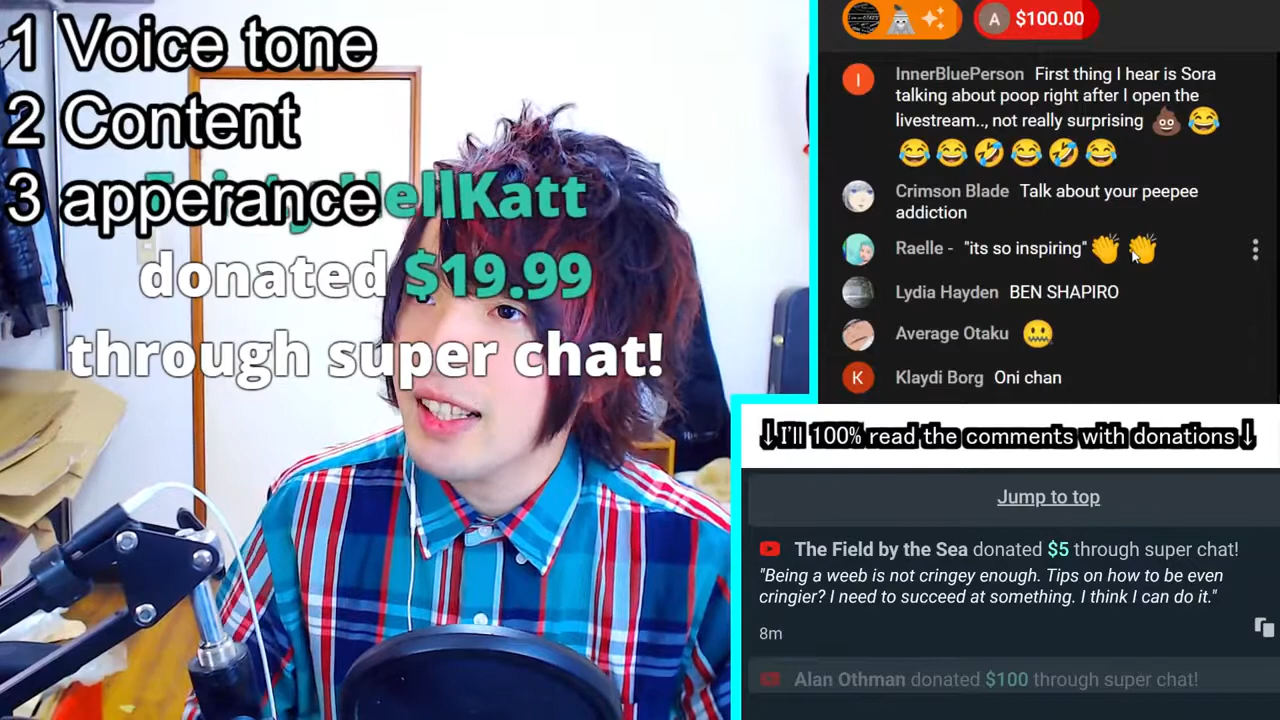 1 Voice tone
2 Content
3 apperance
ellKatt
donated $19.99
through super chat!
A $100.00
I InnerBluePerson First thing I hear is Sora
talking about poop right after I open the
livestream.., not really surprising 💩 😂
😂 😂 🤣 😂 🤣 😂
Crimson Blade Talk about your peepee
addiction
Raelle - "its so inspiring" 👏 👏
Lydia Hayden BEN SHAPIRO
Average Otaku 🤐
K Klaydi Borg Oni chan
↓I'll 100% read the comments with donations↓
Jump to top
The Field by the Sea donated $5 through super chat!
"Being a weeb is not cringey enough. Tips on how to be even
cringier? I need to succeed at something. I think I can do it."
8m
Alan Othman donated $100 through super chat!